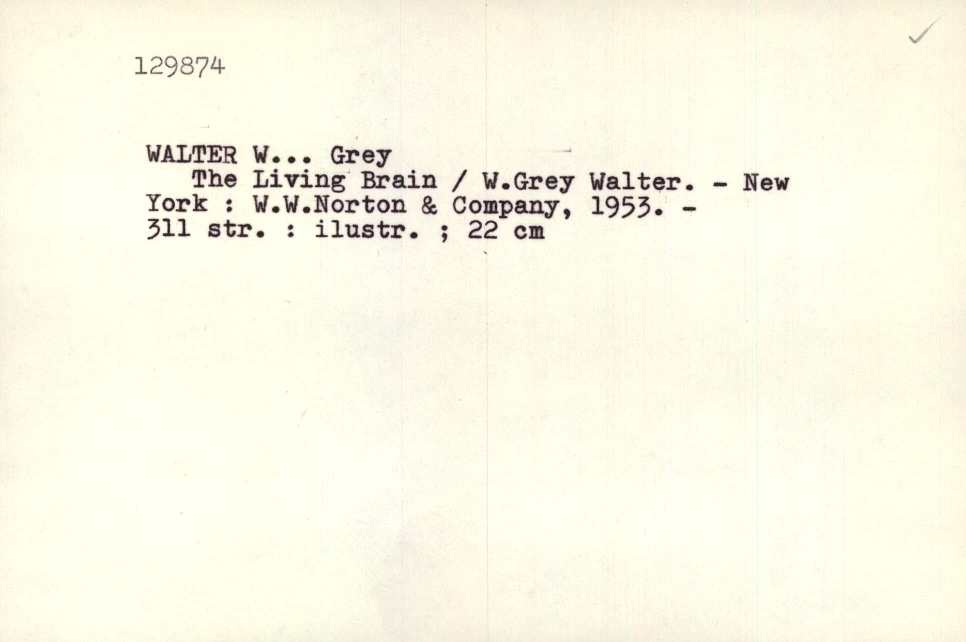 129874
WALTER W... Grey
The Living Brain / W.Grey Walter. - New
York : W.W.Norton & Company, 1953. -
311 str. : ilustr. ; 22 cm